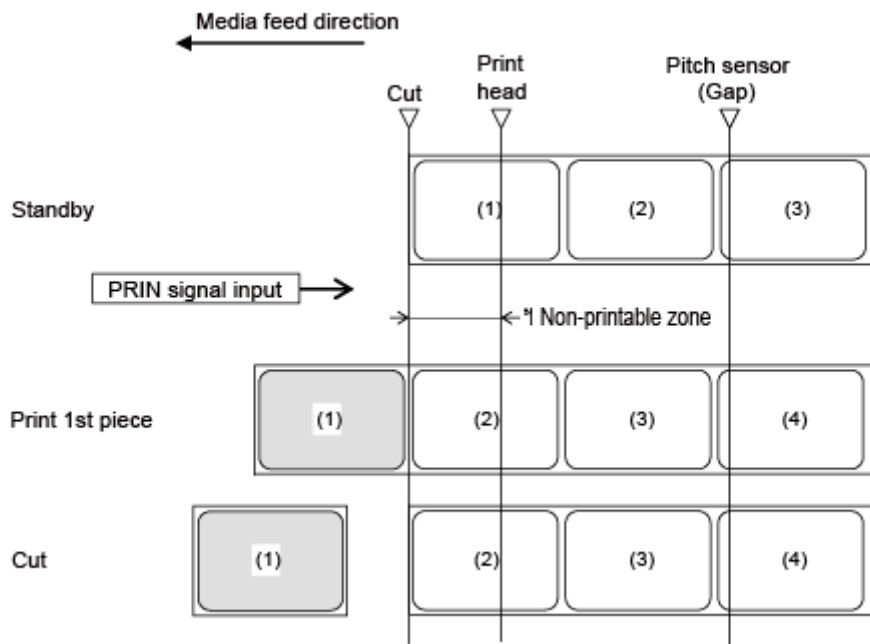 Media feed direction
Cut
Print
head
Pitch sensor
(Gap)
Standby
(1)
(2)
(3)
PRIN signal input
*1 Non-printable zone
Print 1st piece
(1)
(2)
(3)
(4)
Cut
(1)
(2)
(3)
(4)